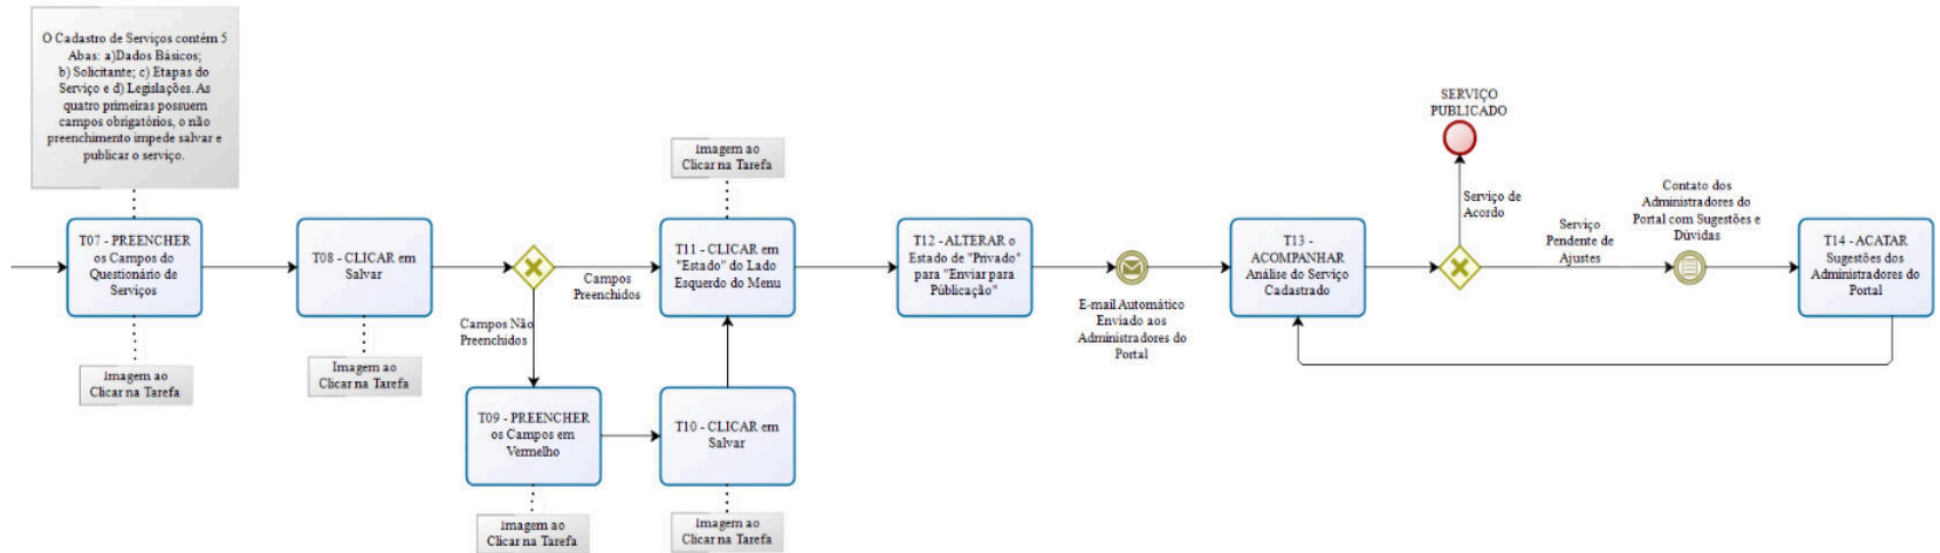 O Cadastro de Serviços contém 5
Abas: a)Dados Básicos;
b) Solicitante; c) Etapas do
Serviço e d) Legislações. As
quatro primeiras possuem
campos obrigatórios, o não
preenchimento impede salvar e
publicar o serviço.
T07 - PREENCHER
os Campos do
Questionário de
Serviços
Imagem ao
Clicar na Tarefa
T08 - CLICAR em
Salvar
Imagem ao
Clicar na Tarefa
Campos
Preenchidos
Campos Não
Preenchidos
T09 - PREENCHER
os Campos em
Vermelho
Imagem ao
Clicar na Tarefa
T10 - CLICAR em
Salvar
Imagem ao
Clicar na Tarefa
Imagem ao
Clicar na Tarefa
T11 - CLICAR em
"Estado" do Lado
Esquerdo do Menu
T12 - ALTERAR o
Estado de "Privado"
para "Enviar para
Públicação"
E-mail Automático
Enviado aos
Administradores do
Portal
T13 -
ACOMPANHAR
Análise do Serviço
Cadastrado
SERVIÇO
PUBLICADO
Serviço de
Acordo
Serviço
Pendente de
Ajustes
Contato dos
Administradores do
Portal com Sugestões e
Dúvidas
T14 - ACATAR
Sugestões dos
Administradores do
Portal